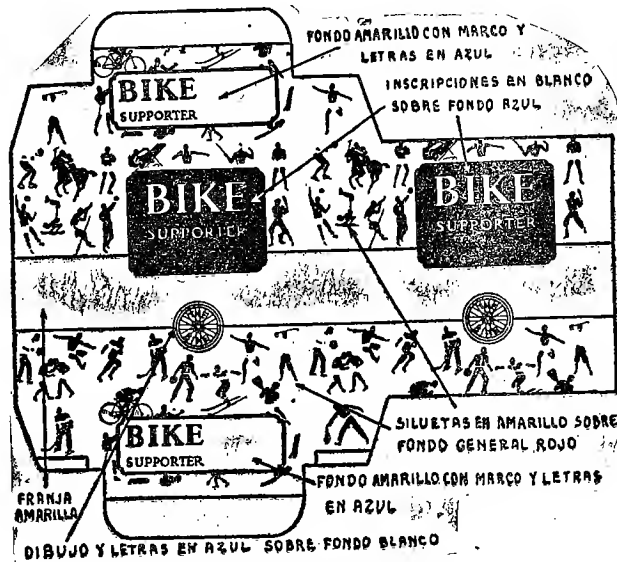 FONDO AMARILLO CON MARCO Y
LETRAS EN AZUL
BIKE
SUPPORTER
INSCRIPCIONES EN BLANCO
SOBRE FONDO AZUL
BIKE
SUPPORTER
BIKE
SUPPORTER
BIKE
SUPPORTER
SILUETAS EN AMARILLO SOBRE
FONDO GENERAL ROJO
FONDO AMARILLO CON MARCO Y LETRAS
EN AZUL
FRANJA
AMARILLA
DIBUJO Y LETRAS EN AZUL SOBRE FONDO BLANCO